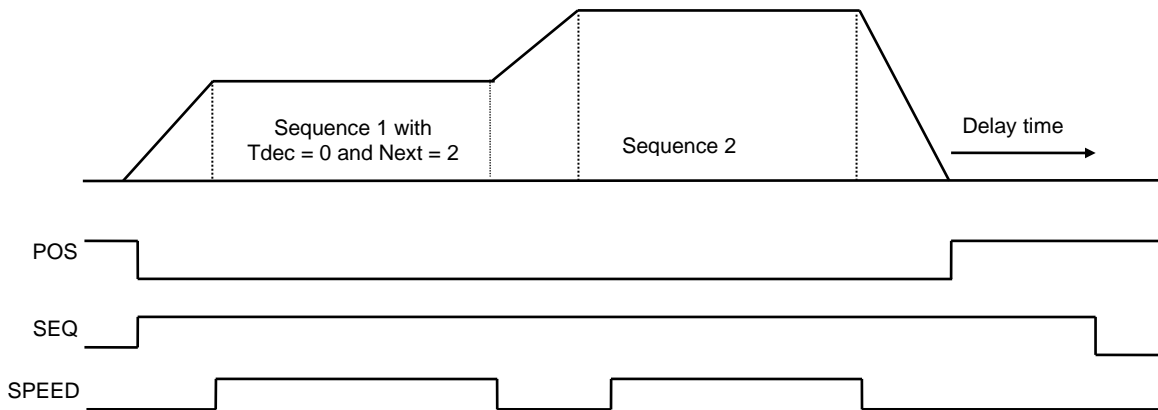 Sequence 1 with
Tdec = 0 and Next = 2
Sequence 2
Delay time
POS
SEQ
SPEED